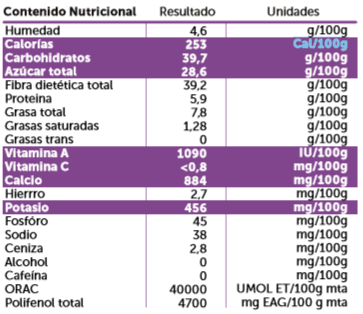 Contenido Nutricional Resultado Unidades
Humedad 4,6 g/100g
Calorías 253 Cal/100g
Carbohidratos 39,7 g/100g
Azúcar total 28,6 g/100g
Fibra dietética total 39,2 g/100g
Proteina 5,9 g/100g
Grasa total 7,8 g/100g
Grasas saturadas 1,28 g/100g
Grasas trans 0 g/100g
Vitamina A 1090 IU/100g
Vitamina C <0,8 mg/100g
Calcio 884 mg/100g
Hierrro 2,7 mg/100g
Potasio 456 mg/100g
Fosfóro 45 mg/100g
Sodio 38 mg/100g
Ceniza 2,8 mg/100g
Alcohol 0 mg/100g
Cafeína 0 mg/100g
ORAC 40000 UMOL ET/100g mta
Polifenol total 4700 mg EAG/100 g mta